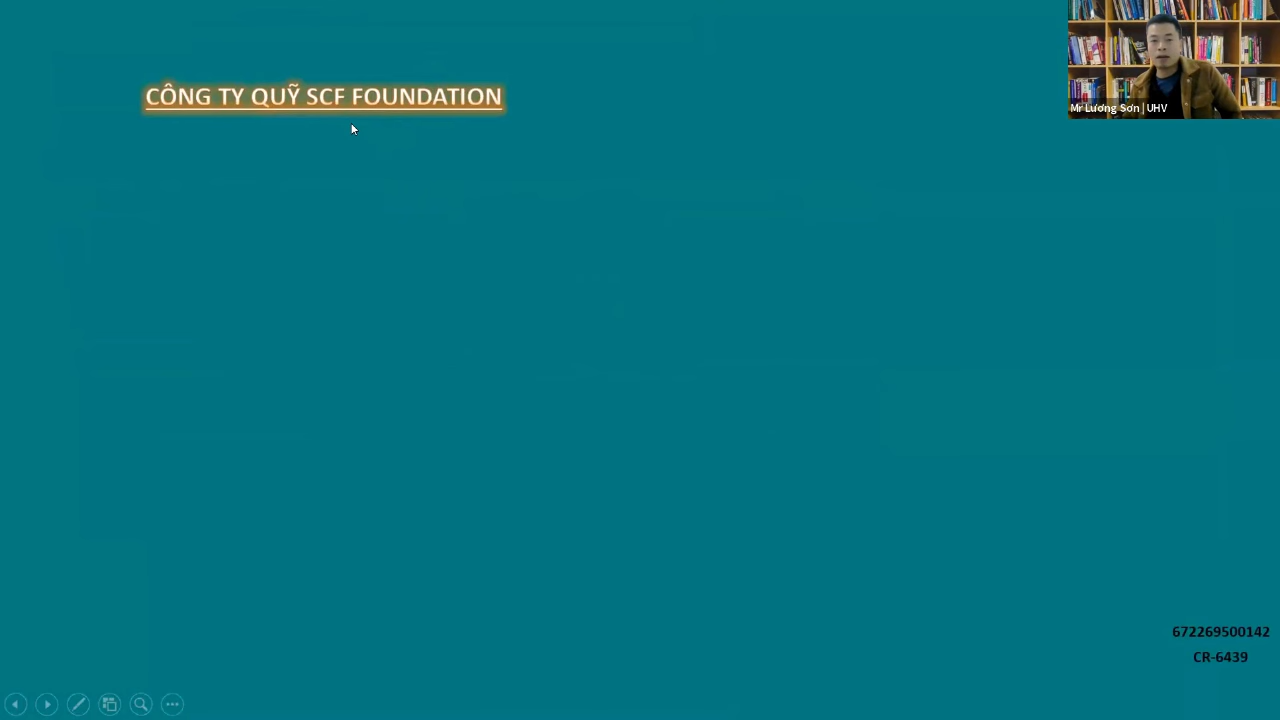 CÔNG TY QUỸ SCF FOUNDATION
Mr Lương Sơn | UHV
672269500142
CR-6439